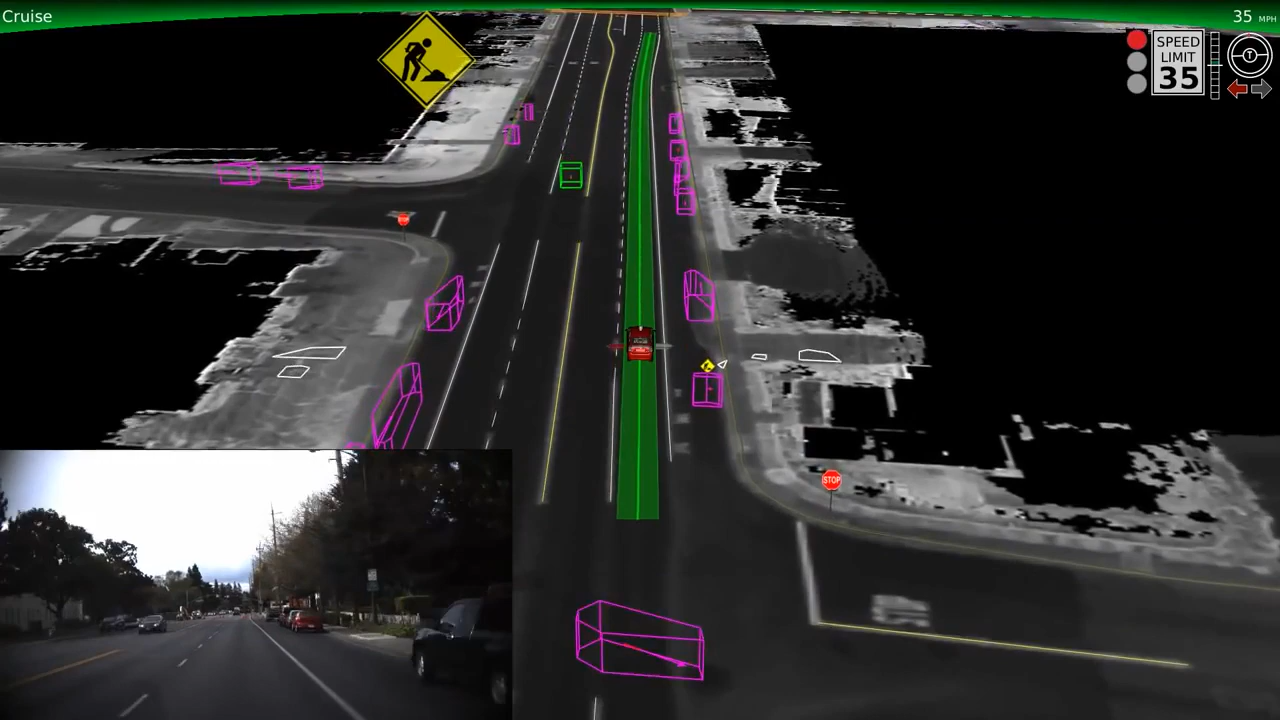 Cruise
35 MPH
SPEED
LIMIT
35
T
STOP
STOP